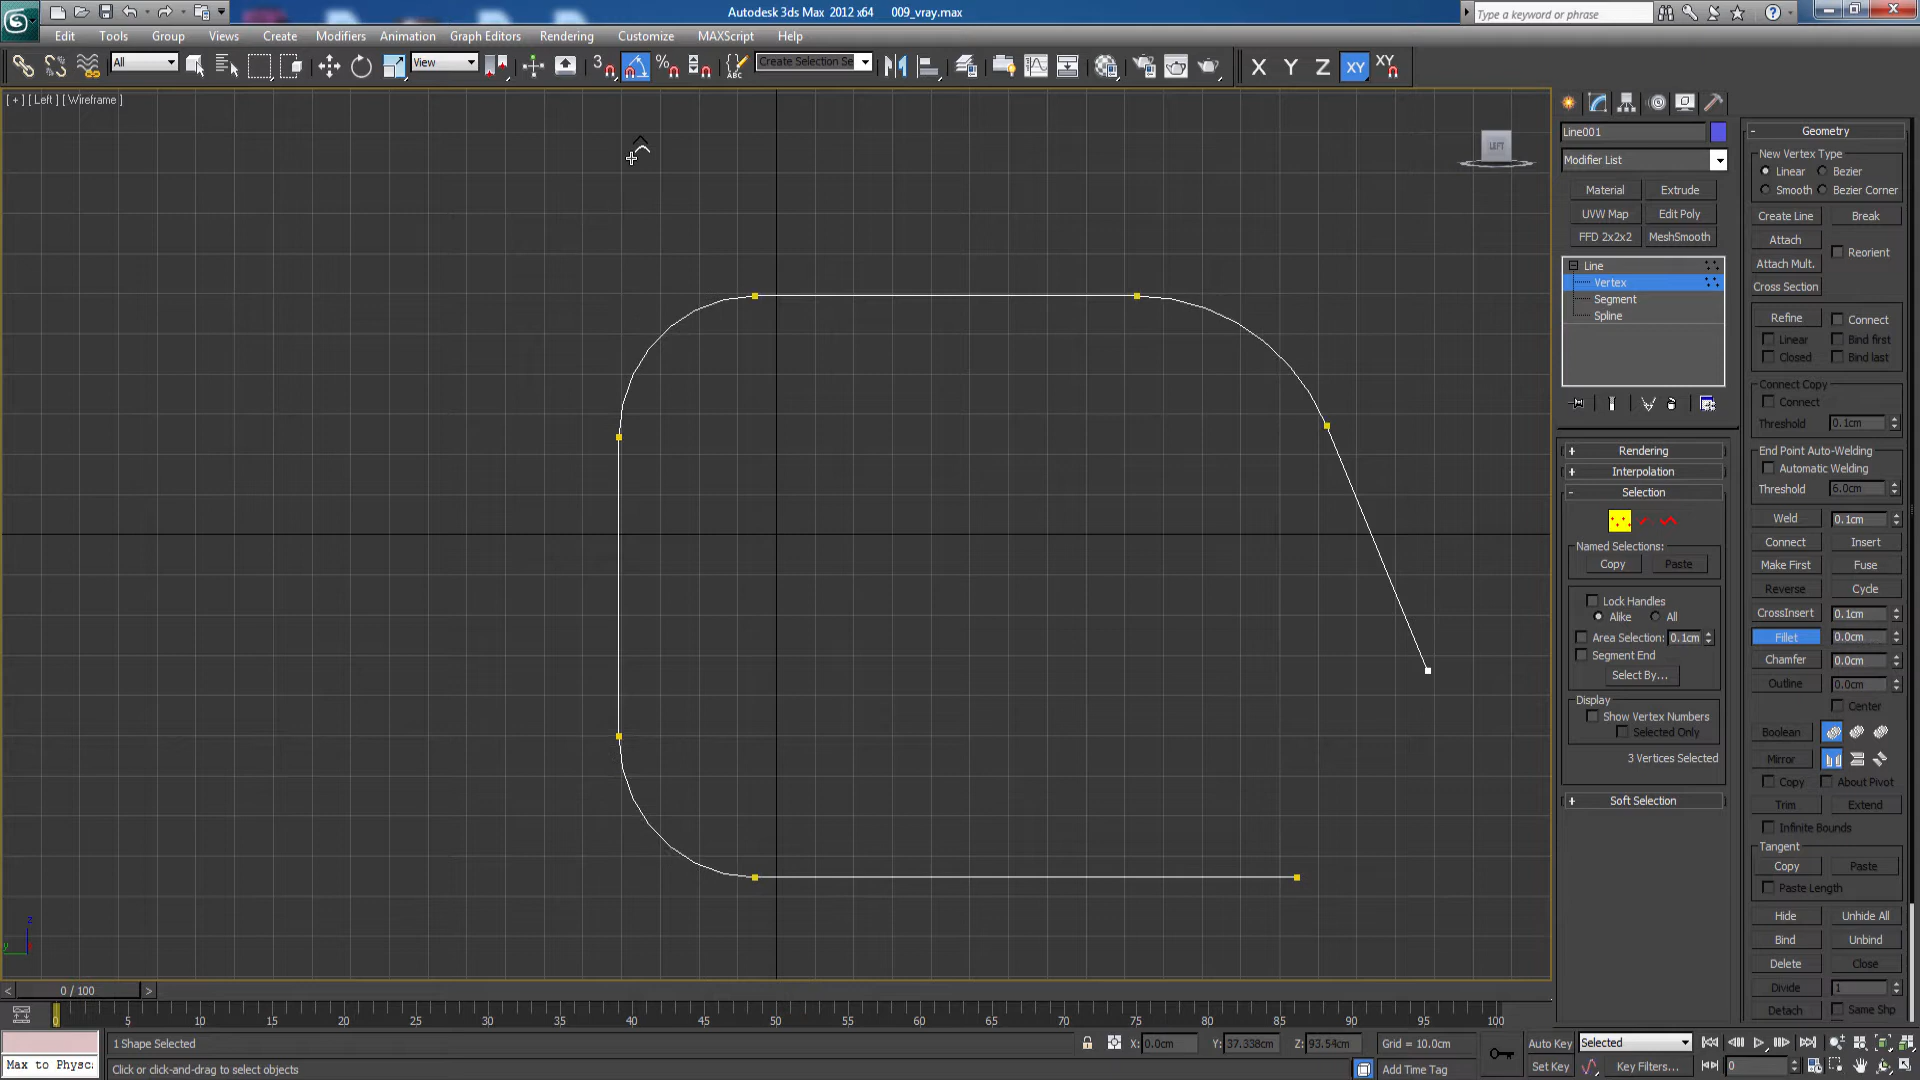 Autodesk 3ds Max 2012 x64    009_vray.max
Type a keyword or phrase
Edit Tools Group Views Create Modifiers Animation Graph Editors Rendering Customize MAXScript Help
All
View
3
%
ABC
Create Selection Se
X Y Z XY XY
[ + ] [ Left ] [ Wireframe ]
LEFT
Line001
Modifier List
Material Extrude
UVW Map Edit Poly
FFD 2x2x2 MeshSmooth
Line
Vertex
Segment
Spline
+ Rendering
+ Interpolation
- Selection
Named Selections:
Copy Paste
Lock Handles
Alike All
Area Selection: 0.1cm
Segment End
Select By...
Display
Show Vertex Numbers
Selected Only
3 Vertices Selected
+ Soft Selection
- Geometry
New Vertex Type
Linear Bezier
Smooth Bezier Corner
Create Line Break
Attach
Reorient
Attach Mult.
Cross Section
Refine Connect
Linear Bind first
Closed Bind last
Connect Copy
Connect
Threshold 0.1cm
End Point Auto-Welding
Automatic Welding
Threshold 6.0cm
Weld 0.1cm
Connect Insert
Make First Fuse
Reverse Cycle
CrossInsert 0.1cm
Fillet 0.0cm
Chamfer 0.0cm
Outline 0.0cm
Center
Boolean
Mirror
Copy About Pivot
Trim Extend
Infinite Bounds
Tangent
Copy Paste
Paste Length
Hide Unhide All
Bind Unbind
Delete Close
Divide 1
Detach Same Shp
z
y
< 0 / 100 >
0 5 10 15 20 25 30 35 40 45 50 55 60 65 70 75 80 85 90 95 100
1 Shape Selected
X: 0.0cm Y: 37.338cm Z: 93.54cm Grid = 10.0cm
Auto Key Selected
Max to Physc:
Click or click-and-drag to select objects
Add Time Tag
Set Key Key Filters... 0